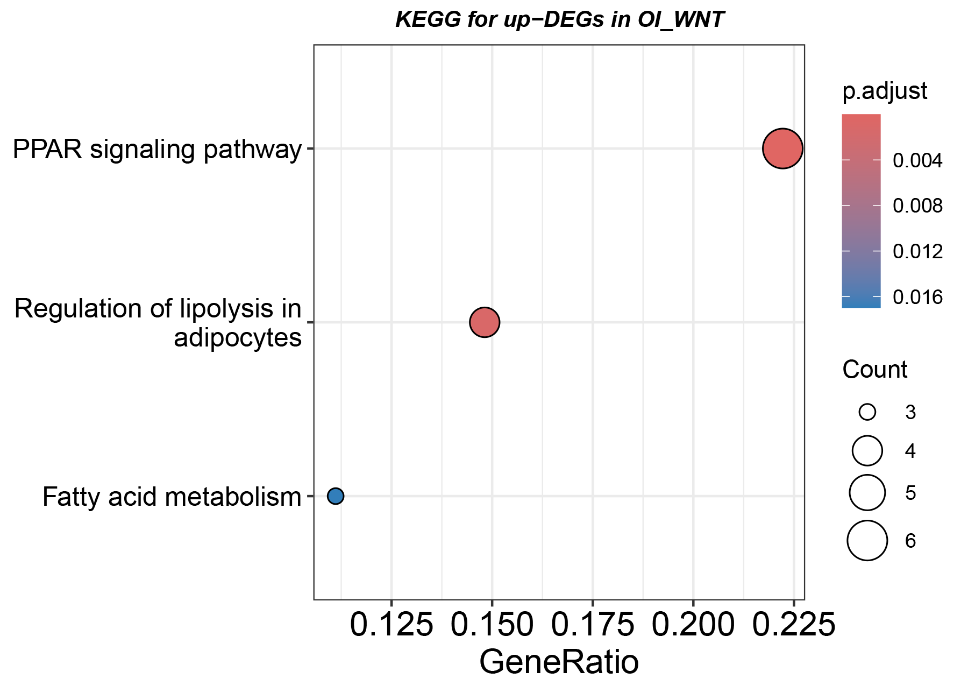 KEGG for up−DEGs in OI_WNT
PPAR signaling pathway
Regulation of lipolysis in
adipocytes
Fatty acid metabolism
0.125 0.150 0.175 0.200 0.225
GeneRatio
p.adjust
0.004
0.008
0.012
0.016
Count
3
4
5
6